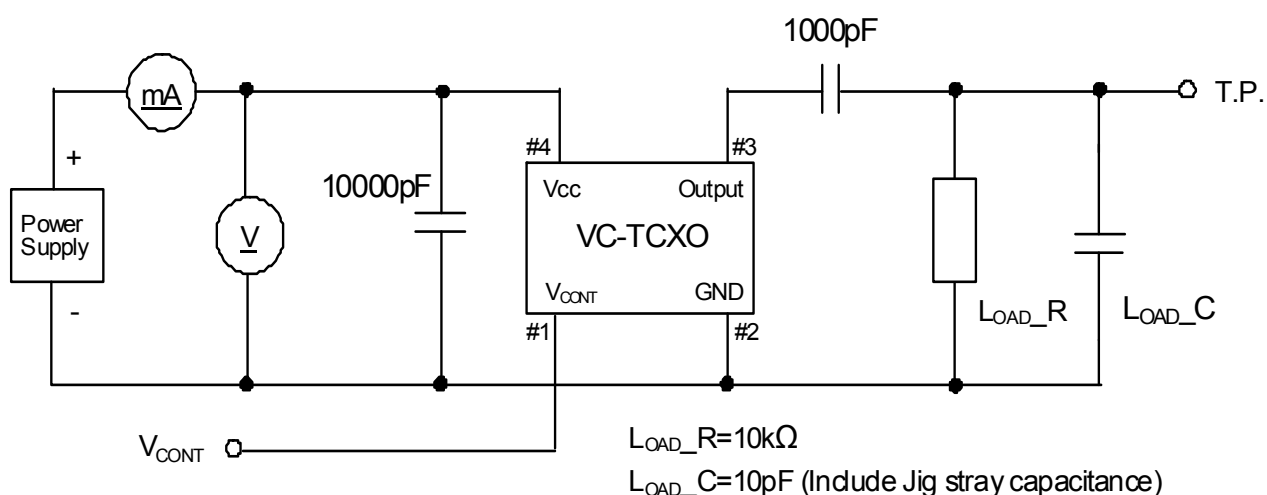 1000pF
mA
T.P.
+
#4
#3
10000pF
Vcc
Output
Power
Supply
V
VC-TCXO
VCONT
GND
-
#1
#2
LOAD_R
LOAD_C
VCONT
LOAD_R=10kΩ
LOAD_C=10pF (Include Jig stray capacitance)